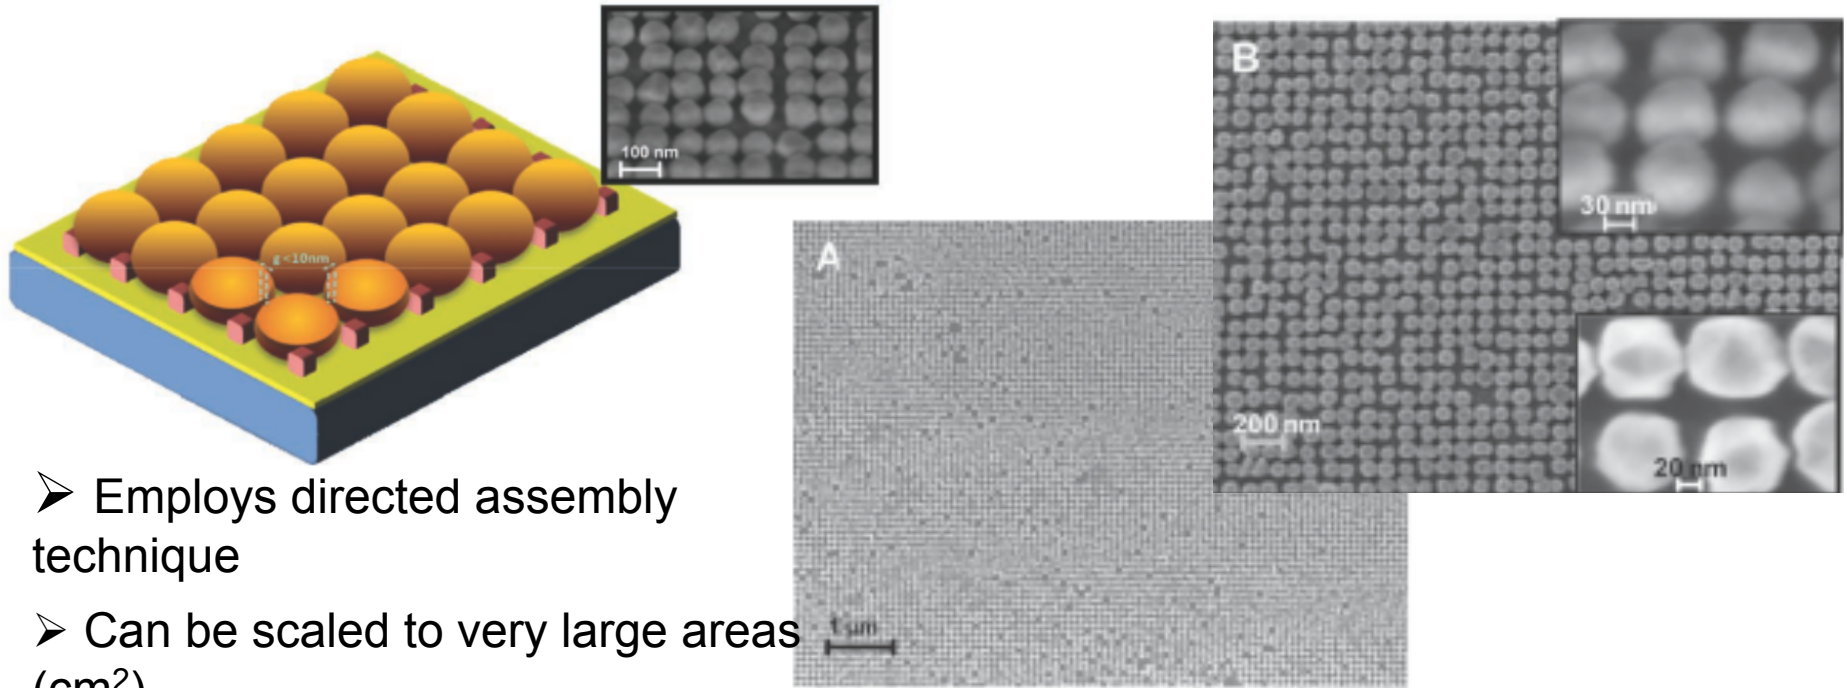 100 nm
B
30 nm
g <10nm
A
200 nm
20 nm
➢ Employs directed assembly
technique
➢ Can be scaled to very large areas
1 µm
(cm²)